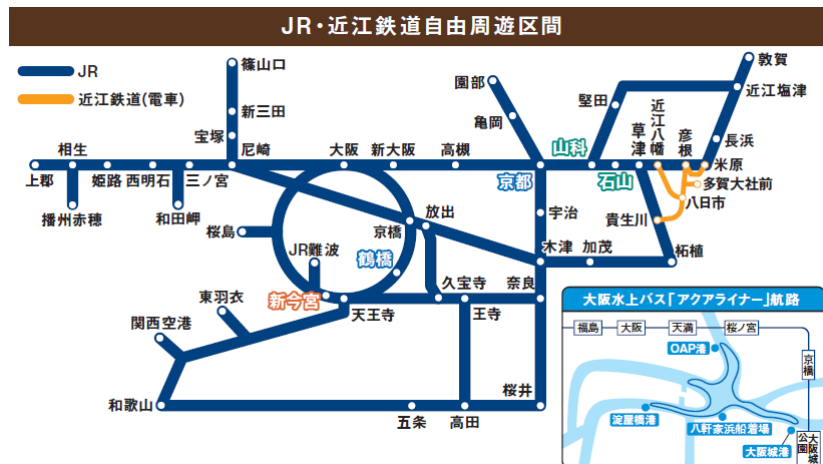 JR・近江鉄道自由周遊区間
JR
近江鉄道(電車)
篠山口
新三田
宝塚
尼崎
相生
上郡
姫路
西明石
三ノ宮
播州赤穂
和田岬
大阪
新大阪
高槻
園部
亀岡
京都
山科
堅田
石山
草津
近江八幡
彦根
米原
長浜
近江塩津
敦賀
多賀大社前
八日市
貴生川
柘植
加茂
木津
宇治
奈良
桜島
JR難波
京橋
放出
鶴橋
新今宮
天王寺
久宝寺
王寺
東羽衣
関西空港
和歌山
五条
高田
桜井
大阪水上バス「アクアライナー」航路
福島
大阪
天満
桜ノ宮
京橋
大阪城
公園
OAP港
淀屋橋港
八軒家浜船着場
大阪城港